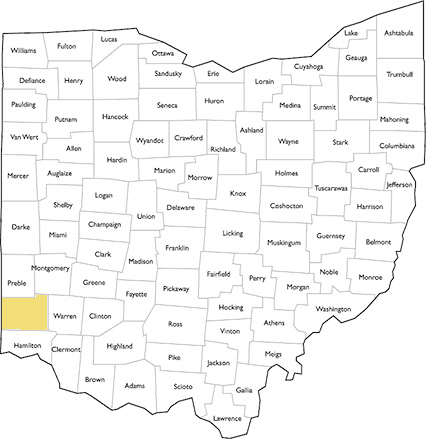 Williams
Fulton
Lucas
Ottawa
Lake
Ashtabula
Geauga
Cuyahoga
Trumbull
Defiance
Henry
Wood
Sandusky
Erie
Lorain
Portage
Paulding
Seneca
Huron
Medina
Summit
Mahoning
Putnam
Hancock
Ashland
Van Wert
Allen
Wyandot
Crawford
Richland
Wayne
Stark
Columbiana
Mercer
Auglaize
Hardin
Marion
Morrow
Holmes
Carroll
Jefferson
Logan
Knox
Tuscarawas
Shelby
Union
Delaware
Coshocton
Harrison
Darke
Miami
Champaign
Licking
Guernsey
Belmont
Clark
Madison
Franklin
Muskingum
Preble
Montgomery
Greene
Fayette
Pickaway
Fairfield
Perry
Noble
Monroe
Morgan
Warren
Clinton
Ross
Hocking
Washington
Athens
Vinton
Hamilton
Clermont
Highland
Pike
Jackson
Meigs
Brown
Adams
Scioto
Gallia
Lawrence